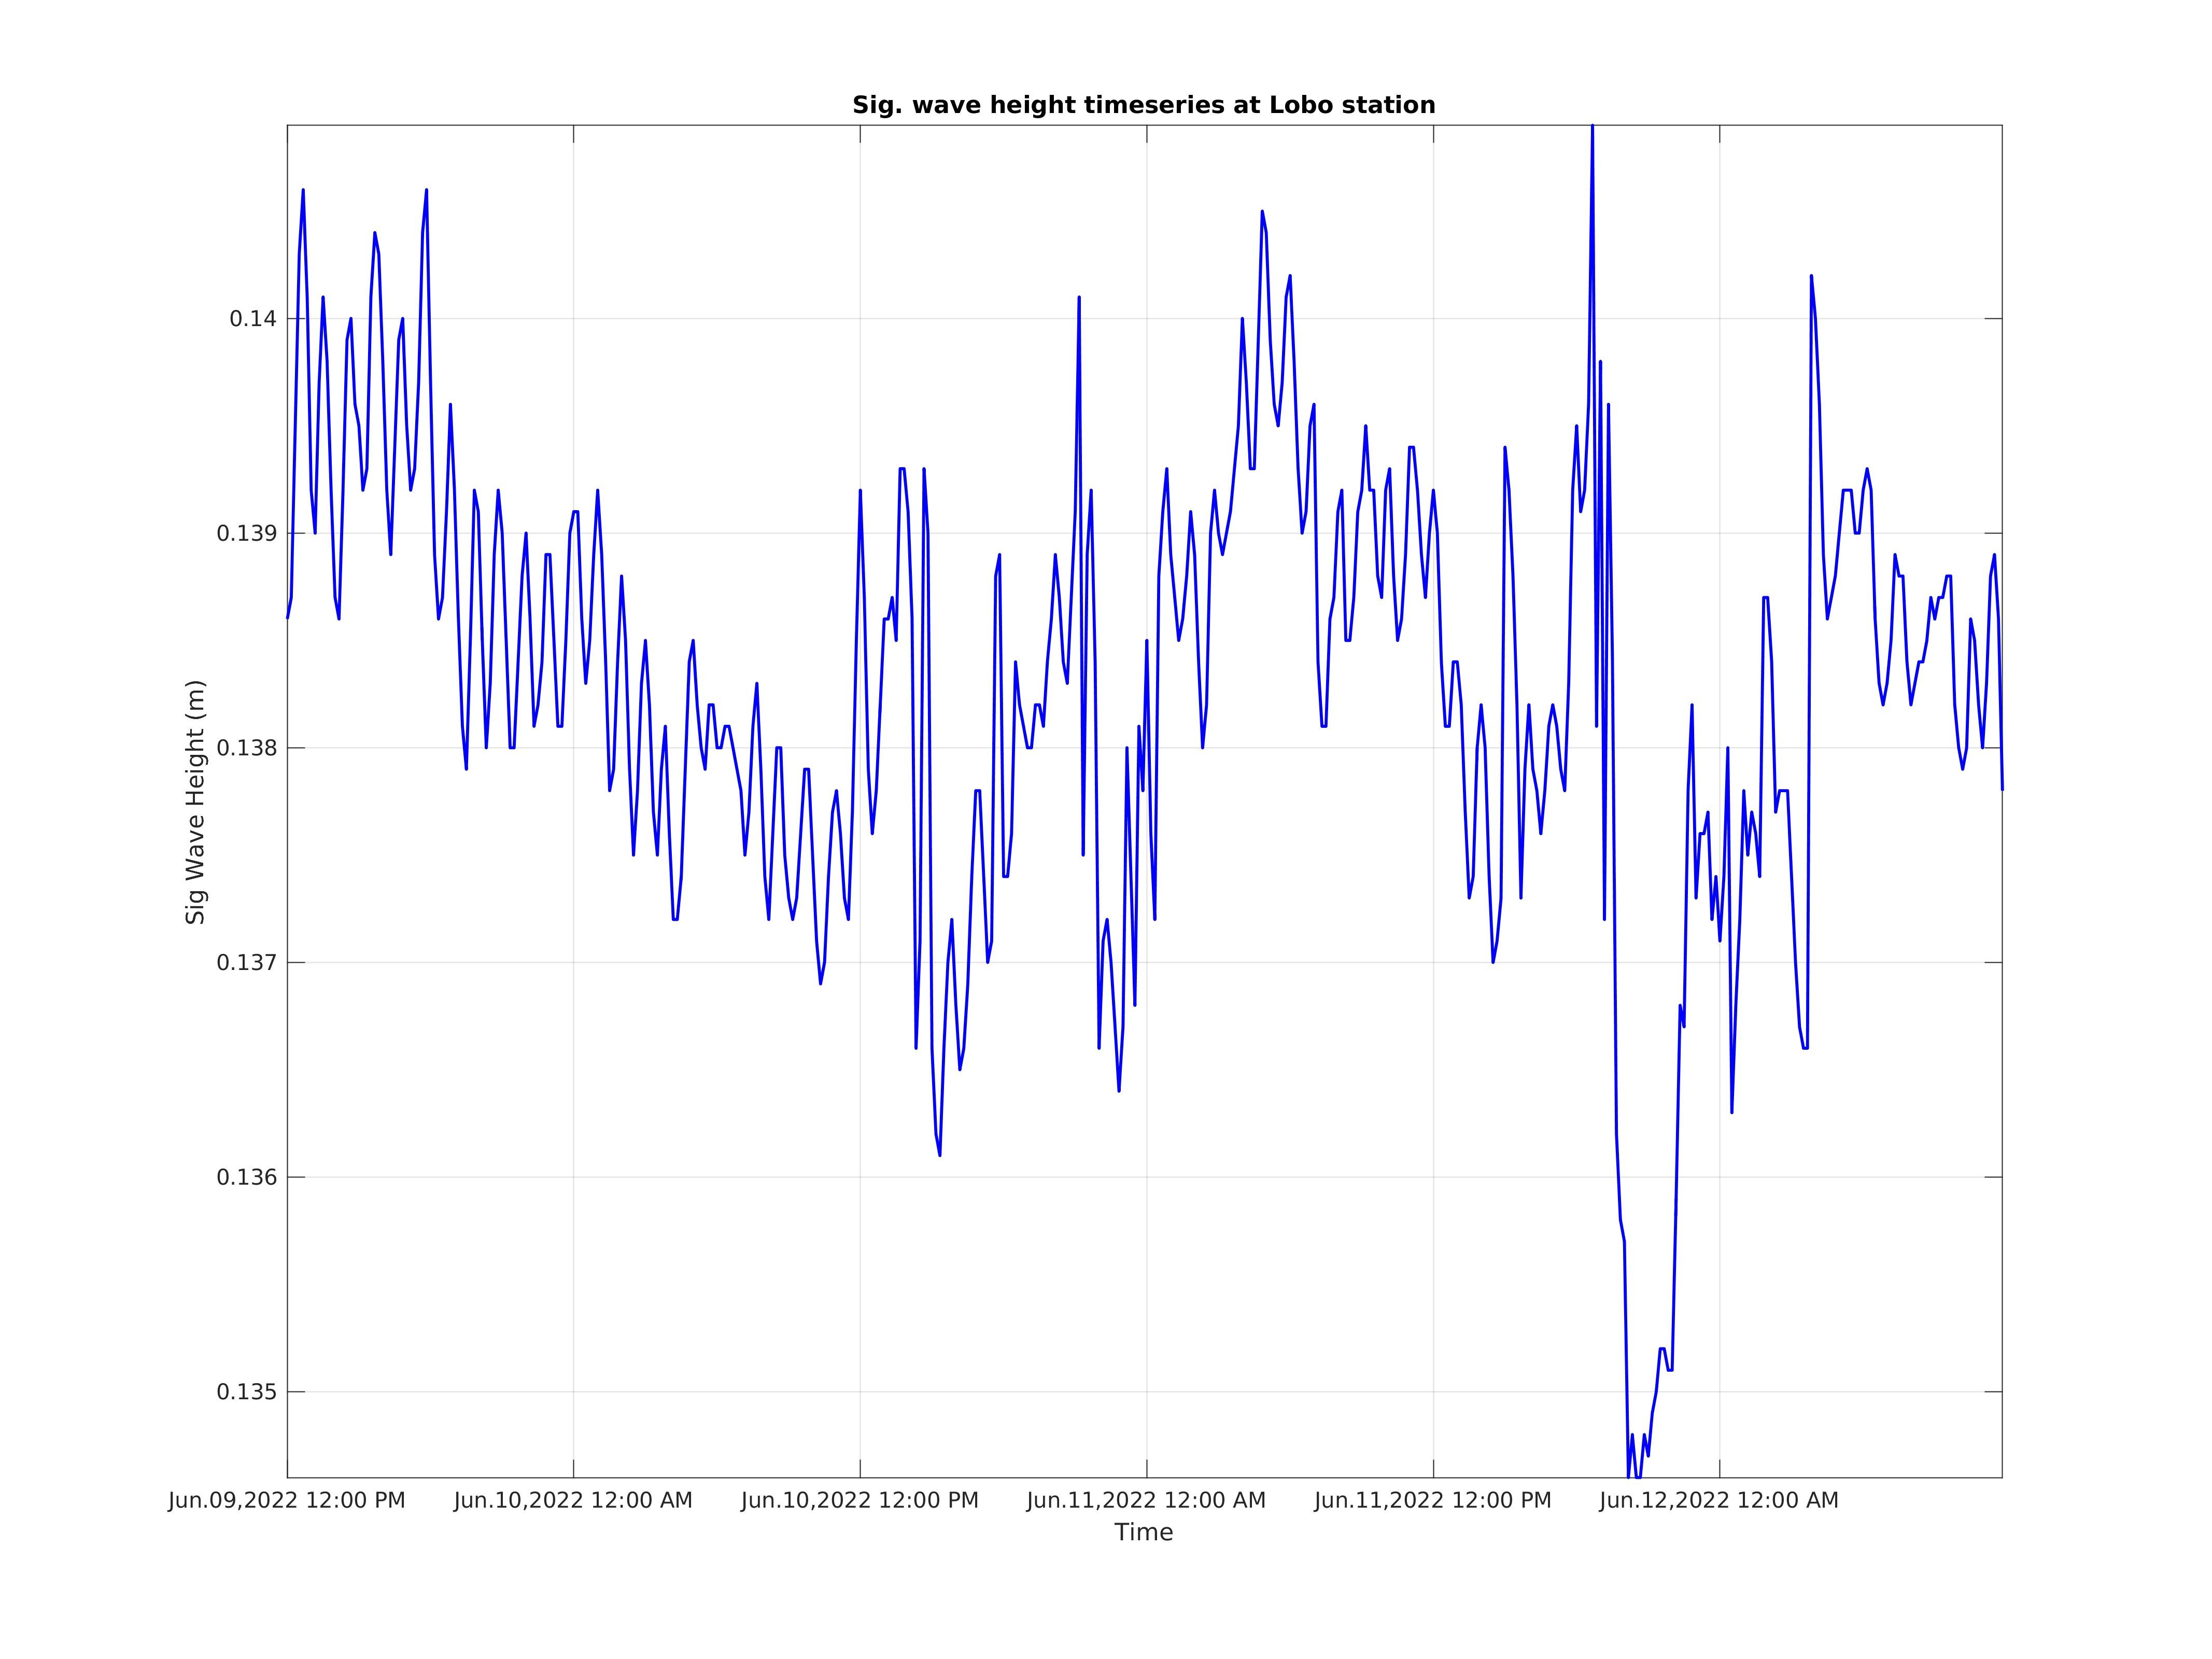 Sig. wave height timeseries at Lobo station
0.14
0.139
0.138
0.137
0.136
0.135
Sig Wave Height (m)
Jun.09,2022 12:00 PM
Jun.10,2022 12:00 AM
Jun.10,2022 12:00 PM
Jun.11,2022 12:00 AM
Jun.11,2022 12:00 PM
Jun.12,2022 12:00 AM
Time